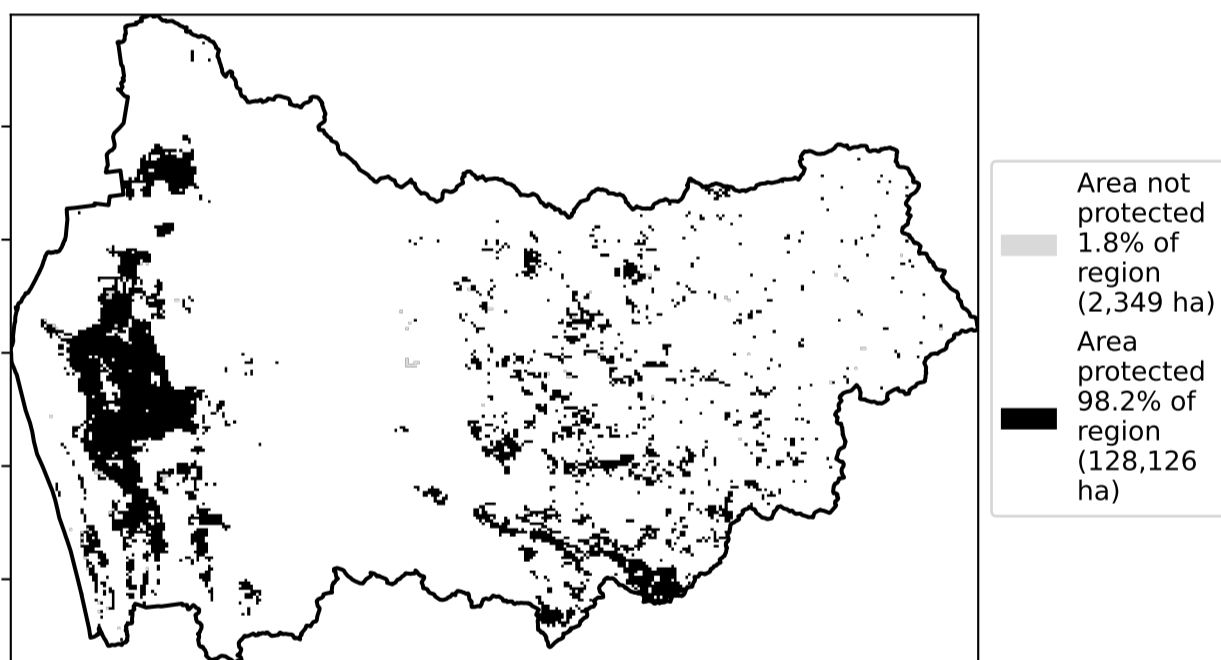 Area not
protected
1.8% of
region
(2,349 ha)
Area
protected
98.2% of
region
(128,126
ha)